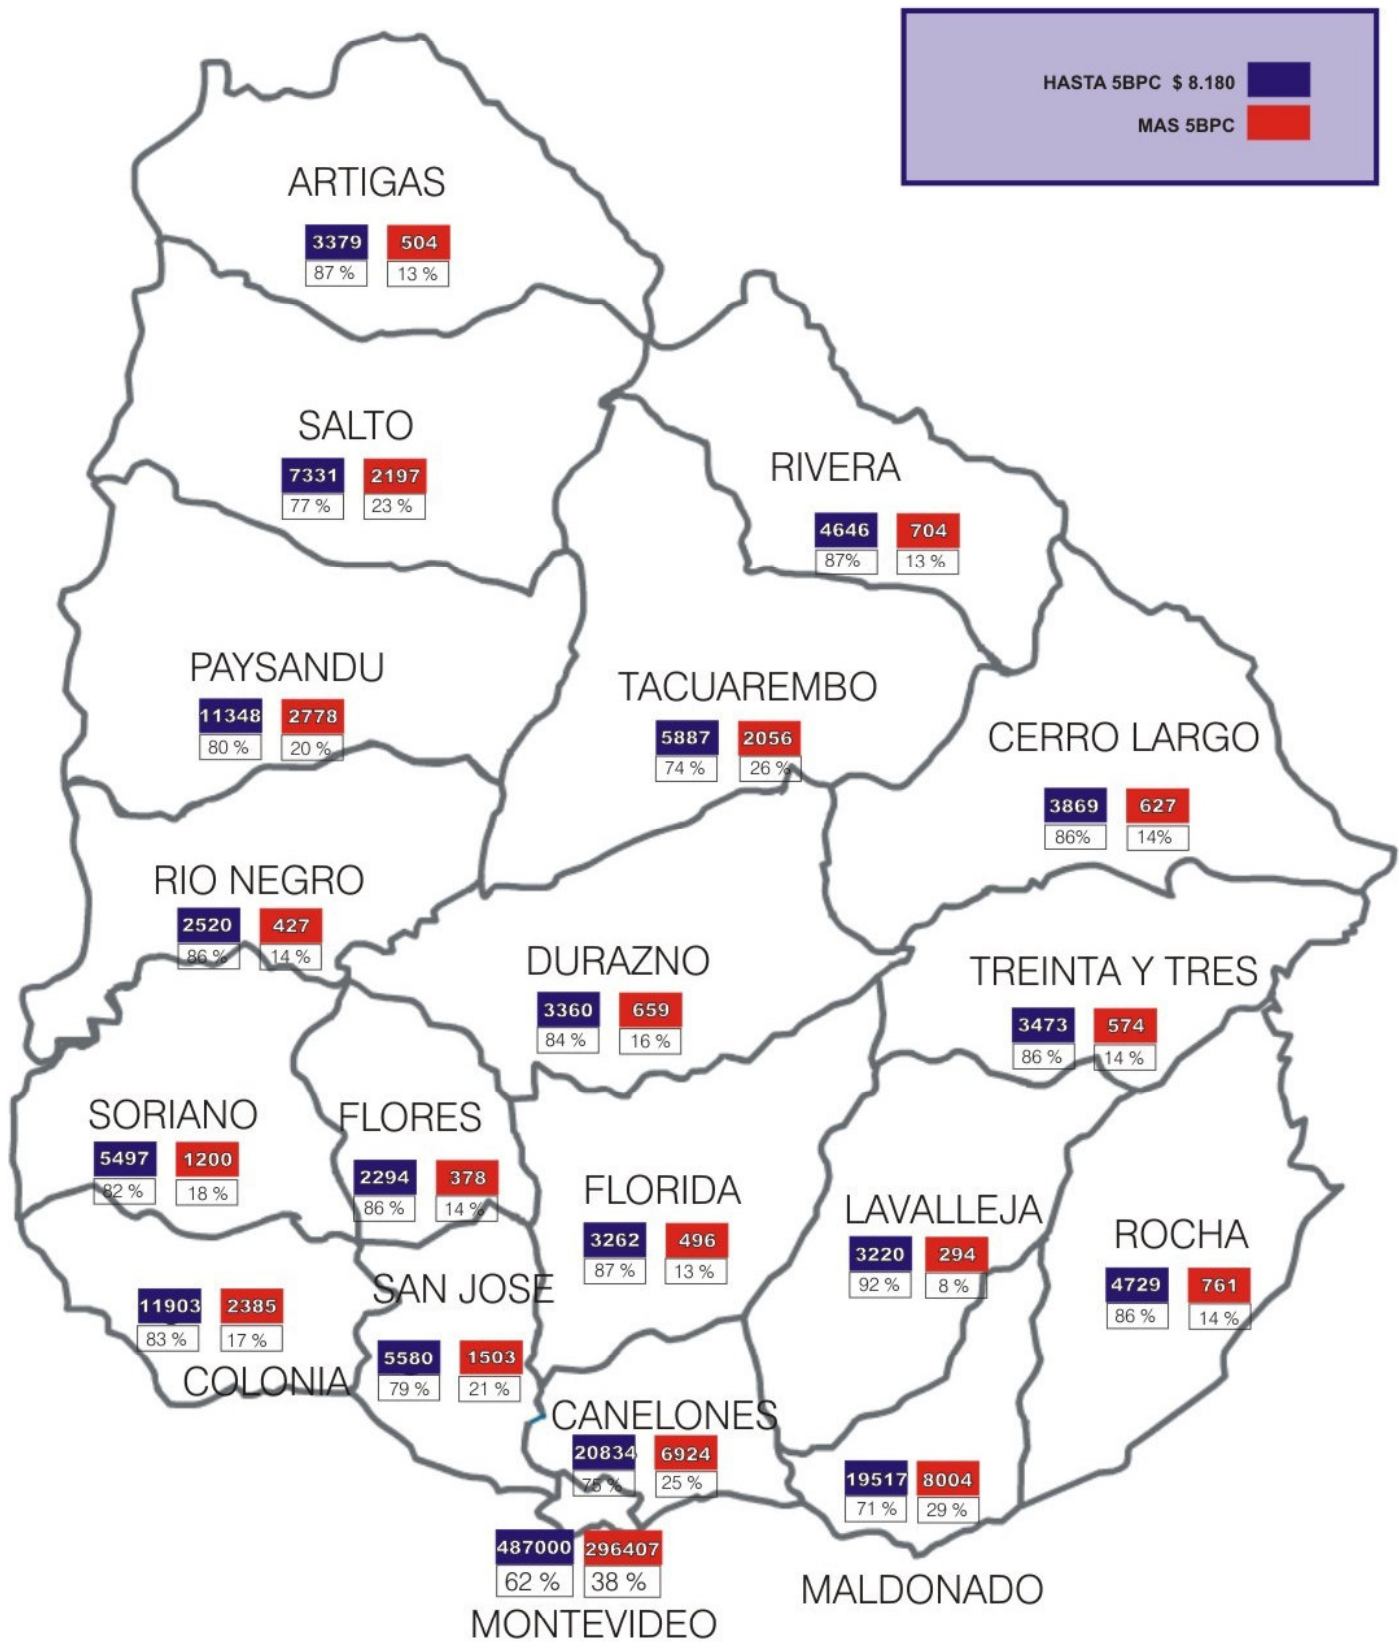 HASTA 5BPC $ 8.180
MAS 5BPC
ARTIGAS
3379 504
87 % 13 %
SALTO
7331 2197
77 % 23 %
RIVERA
4646 704
87% 13 %
PAYSANDU
11348 2778
80 % 20 %
TACUAREMBO
5887 2056
74 % 26 %
CERRO LARGO
3869 627
86% 14%
RIO NEGRO
2520 427
86 % 14 %
DURAZNO
3360 659
84 % 16 %
TREINTA Y TRES
3473 574
86 % 14 %
SORIANO
5497 1200
82 % 18 %
FLORES
2294 378
86 % 14 %
FLORIDA
3262 496
87 % 13 %
LAVALLEJA
3220 294
92 % 8 %
ROCHA
4729 761
86 % 14 %
11903 2385
83 % 17 %
COLONIA
SAN JOSE
5580 1503
79 % 21 %
CANELONES
20834 6924
75 % 25 %
19517 8004
71 % 29 %
MALDONADO
487000 296407
62 % 38 %
MONTEVIDEO